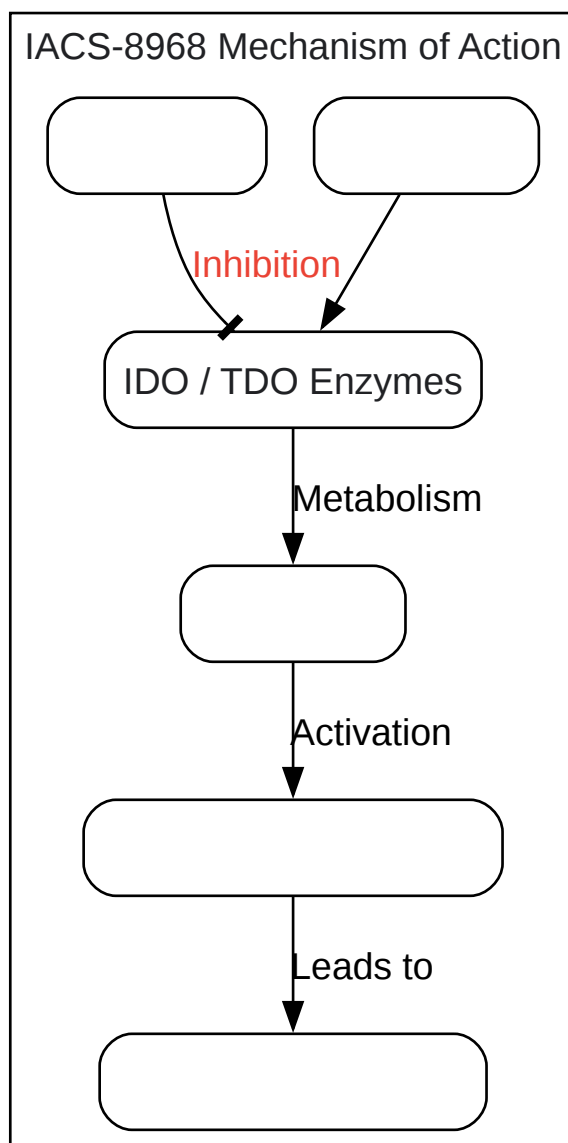 IACS-8968 Mechanism of Action
Inhibition
IDO / TDO Enzymes
Metabolism
Activation
Leads to